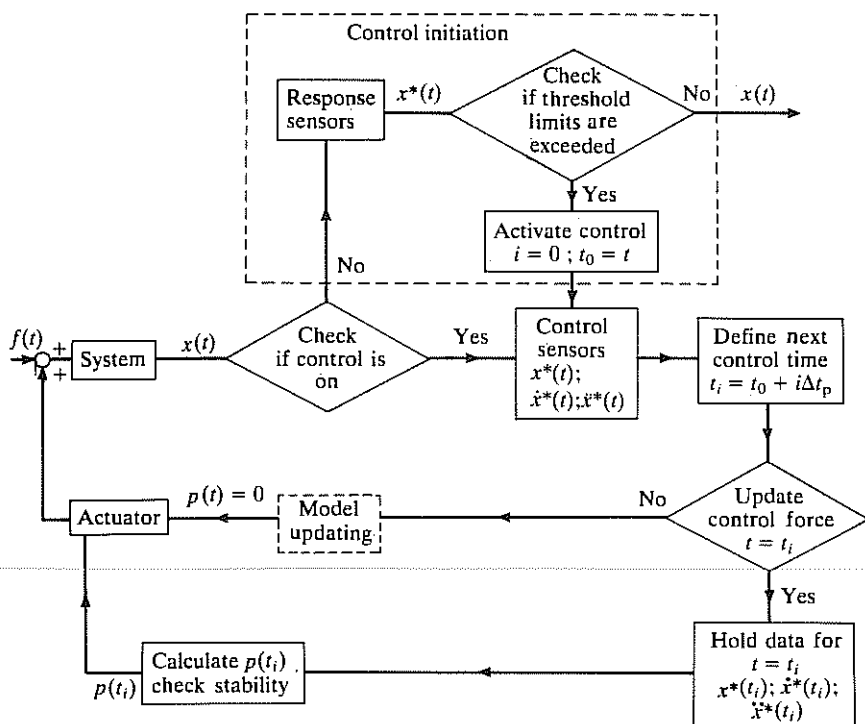 Control initiation
Response
sensors
x*(t)
Check
if threshold
limits are
exceeded
No
x(t)
Yes
Activate control
i = 0 ; t₀ = t
No
f(t)
+
+
System
x(t)
Check
if control is
on
Yes
Control
sensors
x*(t);
ẋ*(t);ẍ*(t)
Define next
control time
tᵢ = t₀ + iΔtₚ
Actuator
p(t) = 0
Model
updating
No
Update
control force
t = tᵢ
Yes
p(tᵢ)
Calculate p(tᵢ)
check stability
Hold data for
t = tᵢ
x*(tᵢ); ẋ*(tᵢ);
ẍ*(tᵢ)